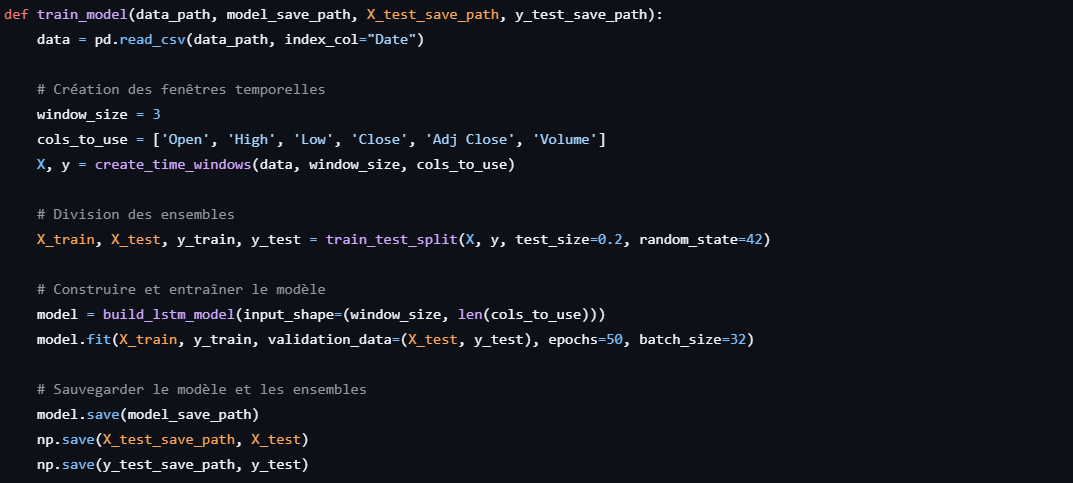 def train_model(data_path, model_save_path, X_test_save_path, y_test_save_path):
    data = pd.read_csv(data_path, index_col="Date")

    # Création des fenêtres temporelles
    window_size = 3
    cols_to_use = ['Open', 'High', 'Low', 'Close', 'Adj Close', 'Volume']
    X, y = create_time_windows(data, window_size, cols_to_use)

    # Division des ensembles
    X_train, X_test, y_train, y_test = train_test_split(X, y, test_size=0.2, random_state=42)

    # Construire et entraîner le modèle
    model = build_lstm_model(input_shape=(window_size, len(cols_to_use)))
    model.fit(X_train, y_train, validation_data=(X_test, y_test), epochs=50, batch_size=32)

    # Sauvegarder le modèle et les ensembles
    model.save(model_save_path)
    np.save(X_test_save_path, X_test)
    np.save(y_test_save_path, y_test)